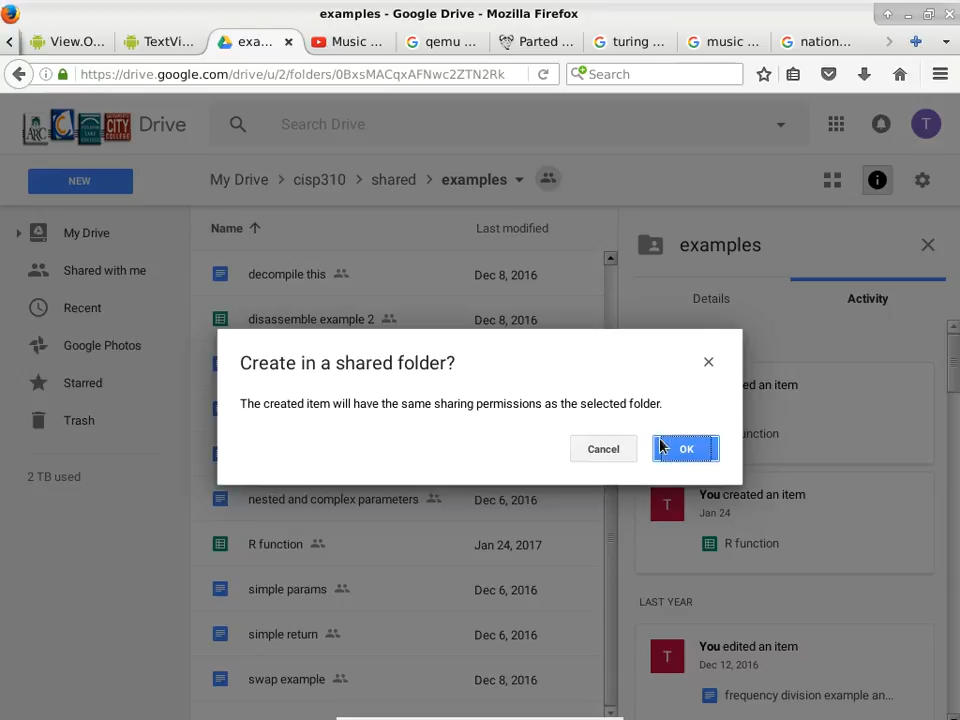 examples - Google Drive - Mozilla Firefox
View.O... TextVi... exa... Music ... qemu ... Parted ... turing ... music ... nation...
https://drive.google.com/drive/u/2/folders/0BxsMACqxAFNwc2ZTN2Rk Search
ARC CITY Drive Search Drive T
NEW My Drive > cisp310 > shared > examples
My Drive
Shared with me
Recent
Google Photos
Starred
Trash
2 TB used
Name Last modified
decompile this Dec 8, 2016
disassemble example 2 Dec 8, 2016
nested and complex parameters Dec 6, 2016
R function Jan 24, 2017
simple params Dec 6, 2016
simple return Dec 6, 2016
swap example Dec 8, 2016
Create in a shared folder?
The created item will have the same sharing permissions as the selected folder.
Cancel OK
examples
Details Activity
ed an item
unction
T You created an item
Jan 24
R function
LAST YEAR
T You edited an item
Dec 12, 2016
frequency division example an...